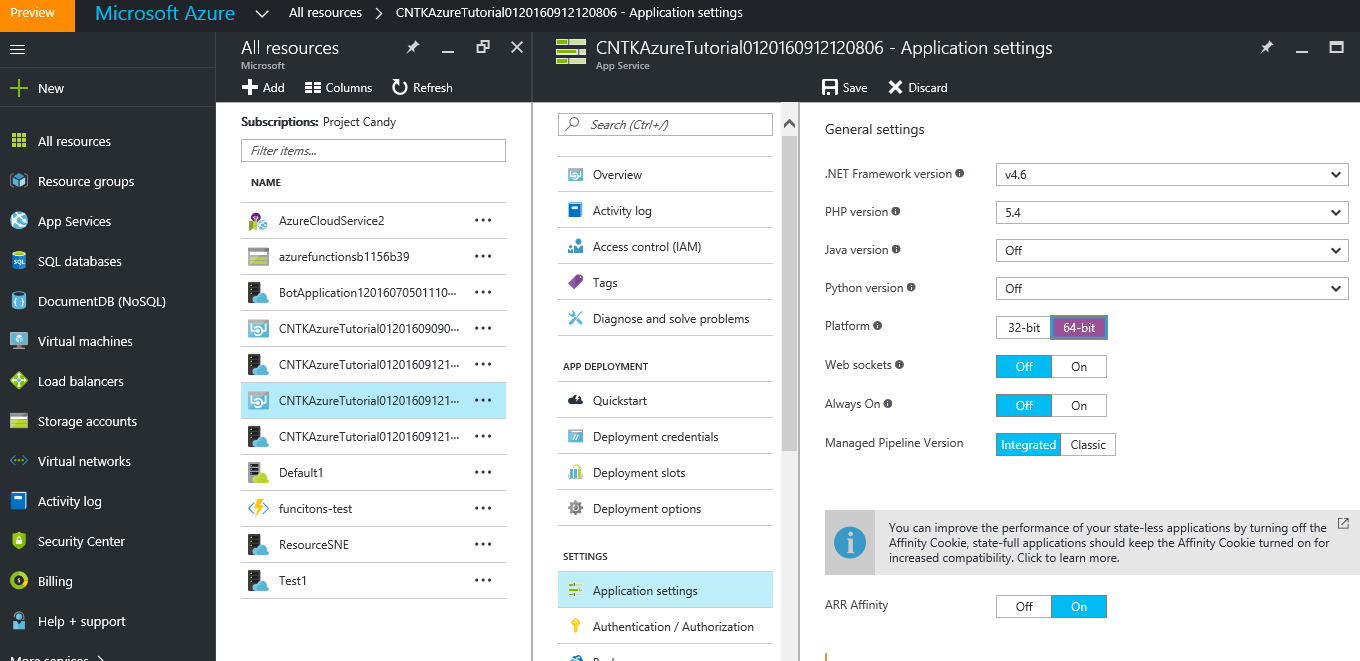 Preview
Microsoft Azure
All resources > CNTKAzureTutorial0120160912120806 - Application settings
New
All resources
Resource groups
App Services
SQL databases
DocumentDB (NoSQL)
Virtual machines
Load balancers
Storage accounts
Virtual networks
Activity log
Security Center
Billing
Help + support
More services >
All resources
Microsoft
Add
Columns
Refresh
Subscriptions: Project Candy
Filter items...
NAME
AzureCloudService2
azurefunctionsb1156b39
BotApplication12016070501110...
CNTKAzureTutorial01201609090...
CNTKAzureTutorial01201609121...
CNTKAzureTutorial01201609121...
CNTKAzureTutorial01201609121...
Default1
funcitons-test
ResourceSNE
Test1
CNTKAzureTutorial0120160912120806 - Application settings
App Service
Save
Discard
Search (Ctrl+/)
Overview
Activity log
Access control (IAM)
Tags
Diagnose and solve problems
APP DEPLOYMENT
Quickstart
Deployment credentials
Deployment slots
Deployment options
SETTINGS
Application settings
Authentication / Authorization
General settings
.NET Framework version
v4.6
PHP version
5.4
Java version
Off
Python version
Off
Platform
32-bit
64-bit
Web sockets
Off
On
Always On
Off
On
Managed Pipeline Version
Integrated
Classic
You can improve the performance of your state-less applications by turning off the
Affinity Cookie, state-full applications should keep the Affinity Cookie turned on for
increased compatibility. Click to learn more.
ARR Affinity
Off
On